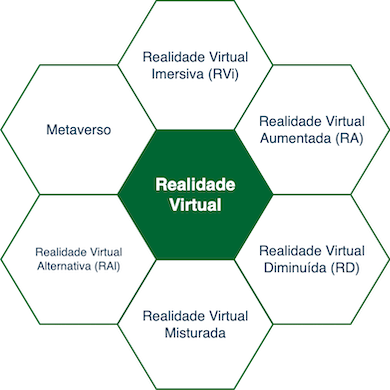 Realidade Virtual
Imersiva (RVi)
Metaverso
Realidade Virtual
Aumentada (RA)
Realidade
Virtual
Realidade Virtual
Alternativa (RAl)
Realidade Virtual
Diminuída (RD)
Realidade Virtual
Misturada